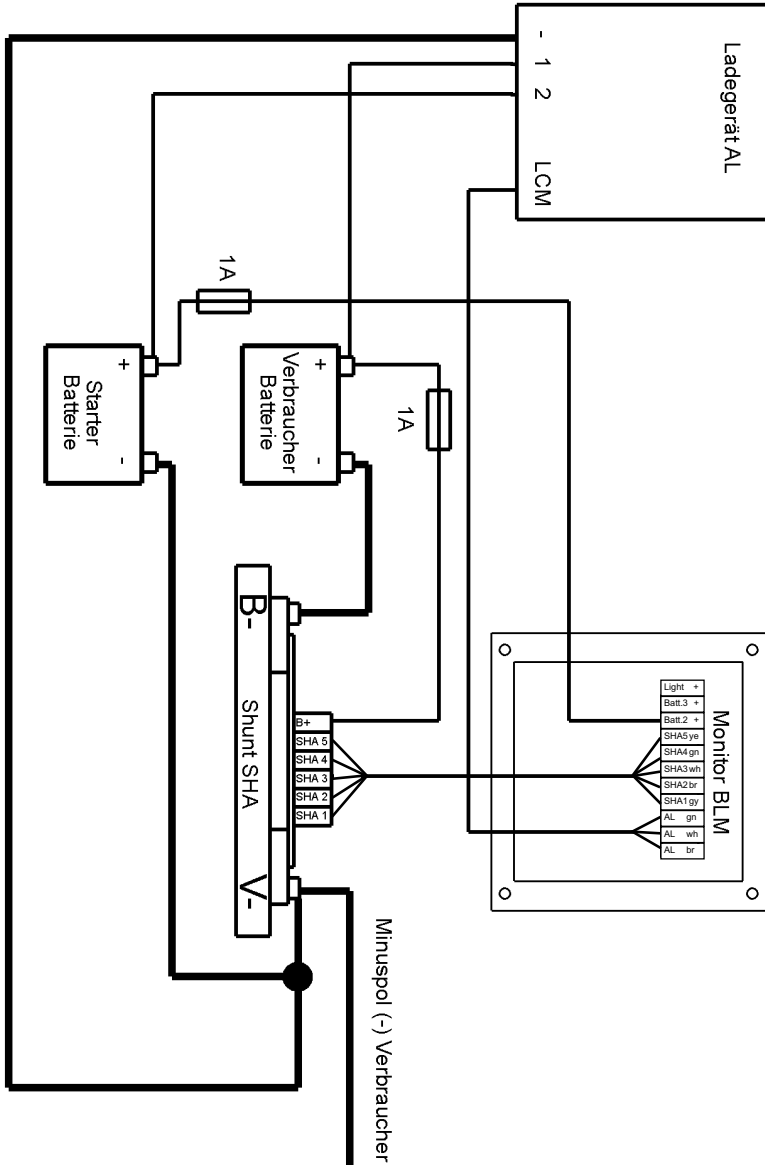 Ladegerät AL
-
1
2
LCM
1A
1A
+
-
Starter
Batterie
+
-
Verbraucher
Batterie
B-
Shunt SHA
V-
B+
SHA 5
SHA 4
SHA 3
SHA 2
SHA 1
Monitor BLM
Light +
Batt.3 +
Batt.2 +
SHA5 ye
SHA4 gn
SHA3 wh
SHA2 br
SHA1 gy
AL gn
AL wh
AL br
Minuspol (-) Verbraucher